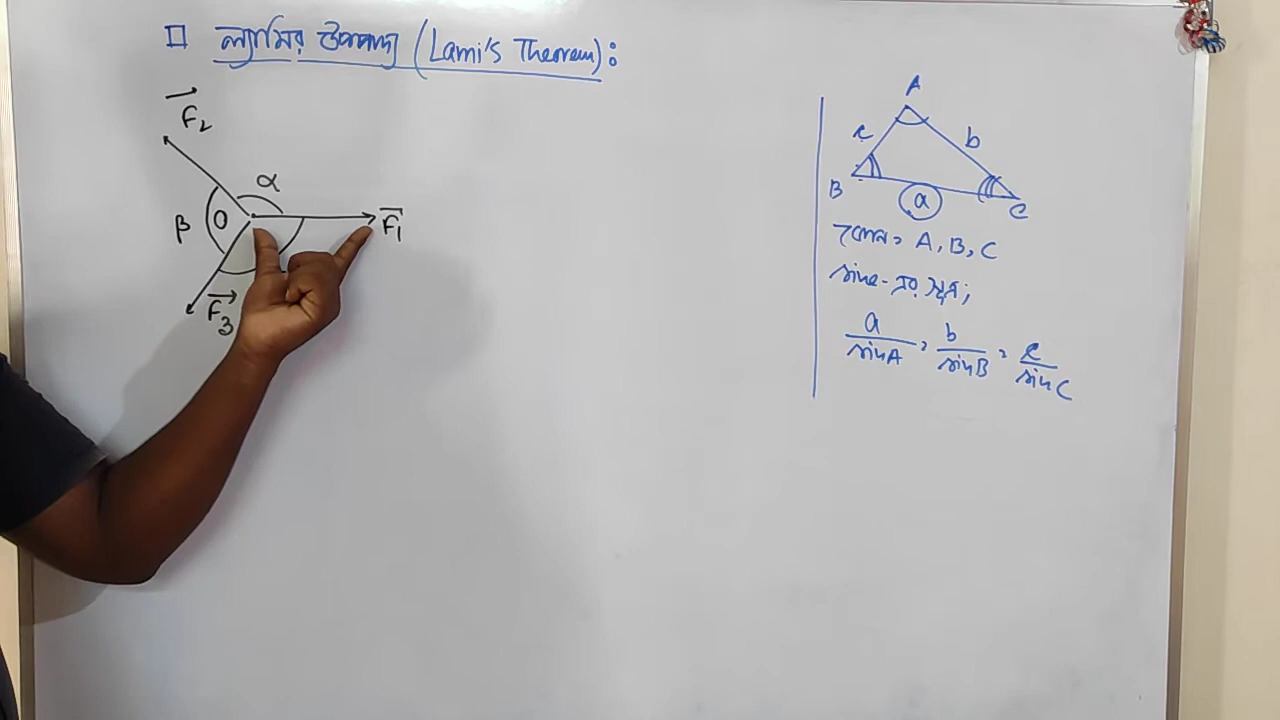 ল্যামির উপপাদ্য (Lami's Theorem):
F₂
α
β
O
F₁
F₃
A
c
b
B
a
C
কোণ = A, B, C
sine-এর সূত্র;
a/sinA = b/sinB = c/sinC